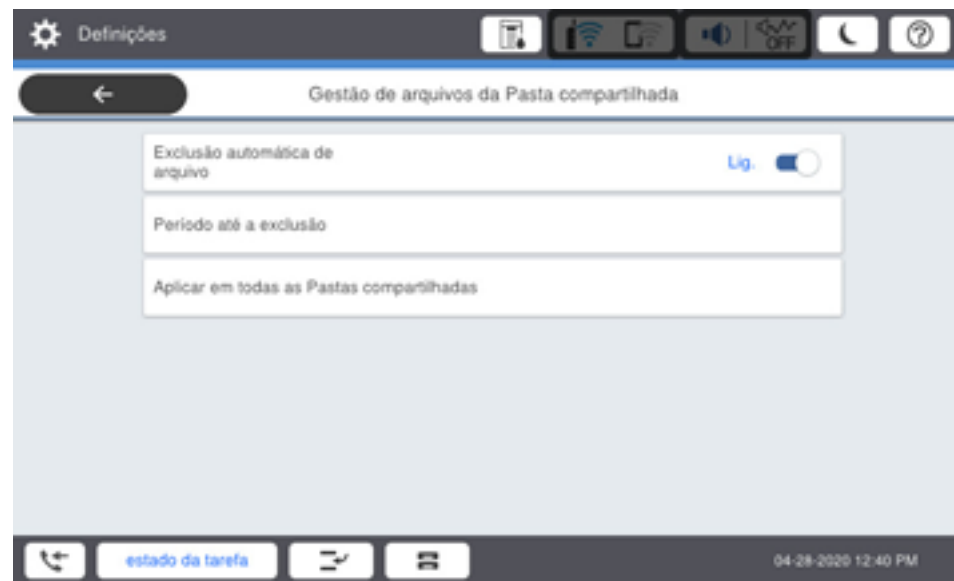 Definições
OFF
Gestão de arquivos da Pasta compartilhada
Exclusão automática de
arquivo
Lig.
Período até a exclusão
Aplicar em todas as Pastas compartilhadas
estado da tarefa
04-28-2020 12:40 PM